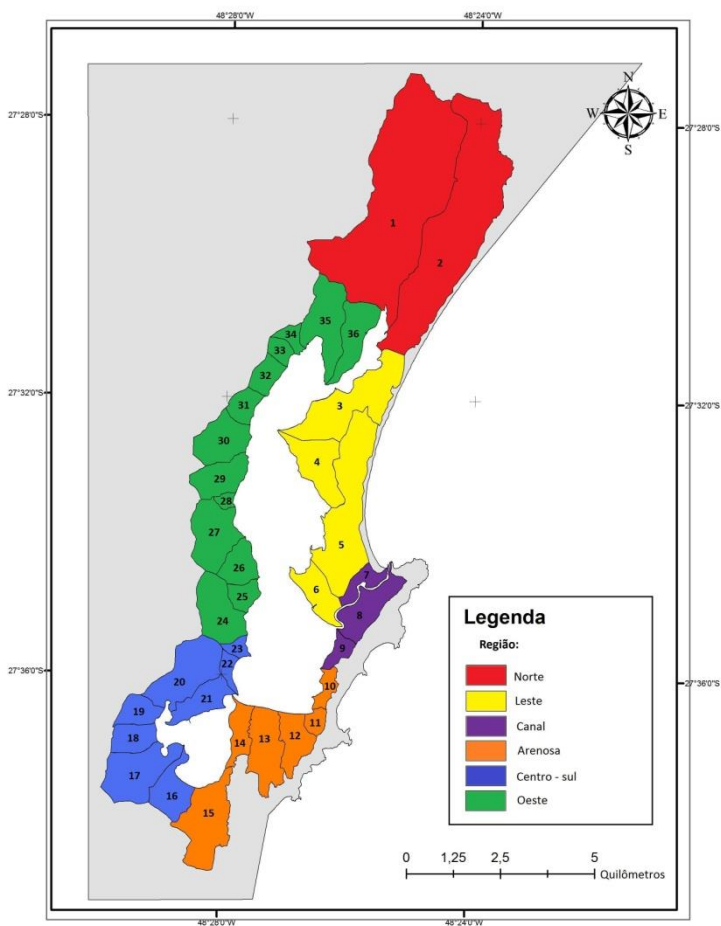 48°28'0"W
48°24'0"W
N
W E
S
27°28'0"S
27°28'0"S
1
2
35
36
34
33
32
27°32'0"S
27°32'0"S
31
3
30
4
29
28
27
5
26
7
6
25
8
24
23
9
22
27°36'0"S
27°36'0"S
20
10
21
19
11
18
14
13
12
17
16
15
Legenda
Região:
Norte
Leste
Canal
Arenosa
Centro - sul
Oeste
0 1,25 2,5 5
Quilômetros
48°28'0"W
48°24'0"W